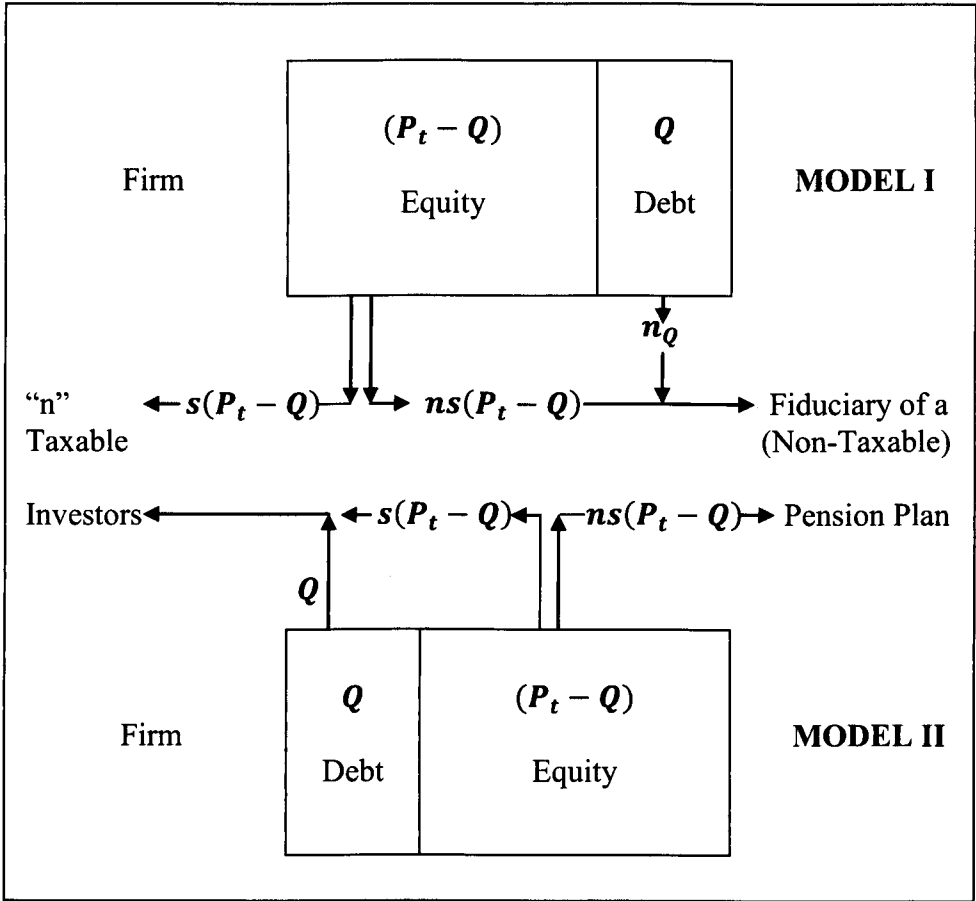 (P_t − Q) Q
Firm MODEL I
Equity Debt
n_Q
“n” s(P_t − Q) ns(P_t − Q) Fiduciary of a
Taxable (Non-Taxable)
Investors s(P_t − Q) ns(P_t − Q) Pension Plan
Q
Q (P_t − Q)
Firm MODEL II
Debt Equity